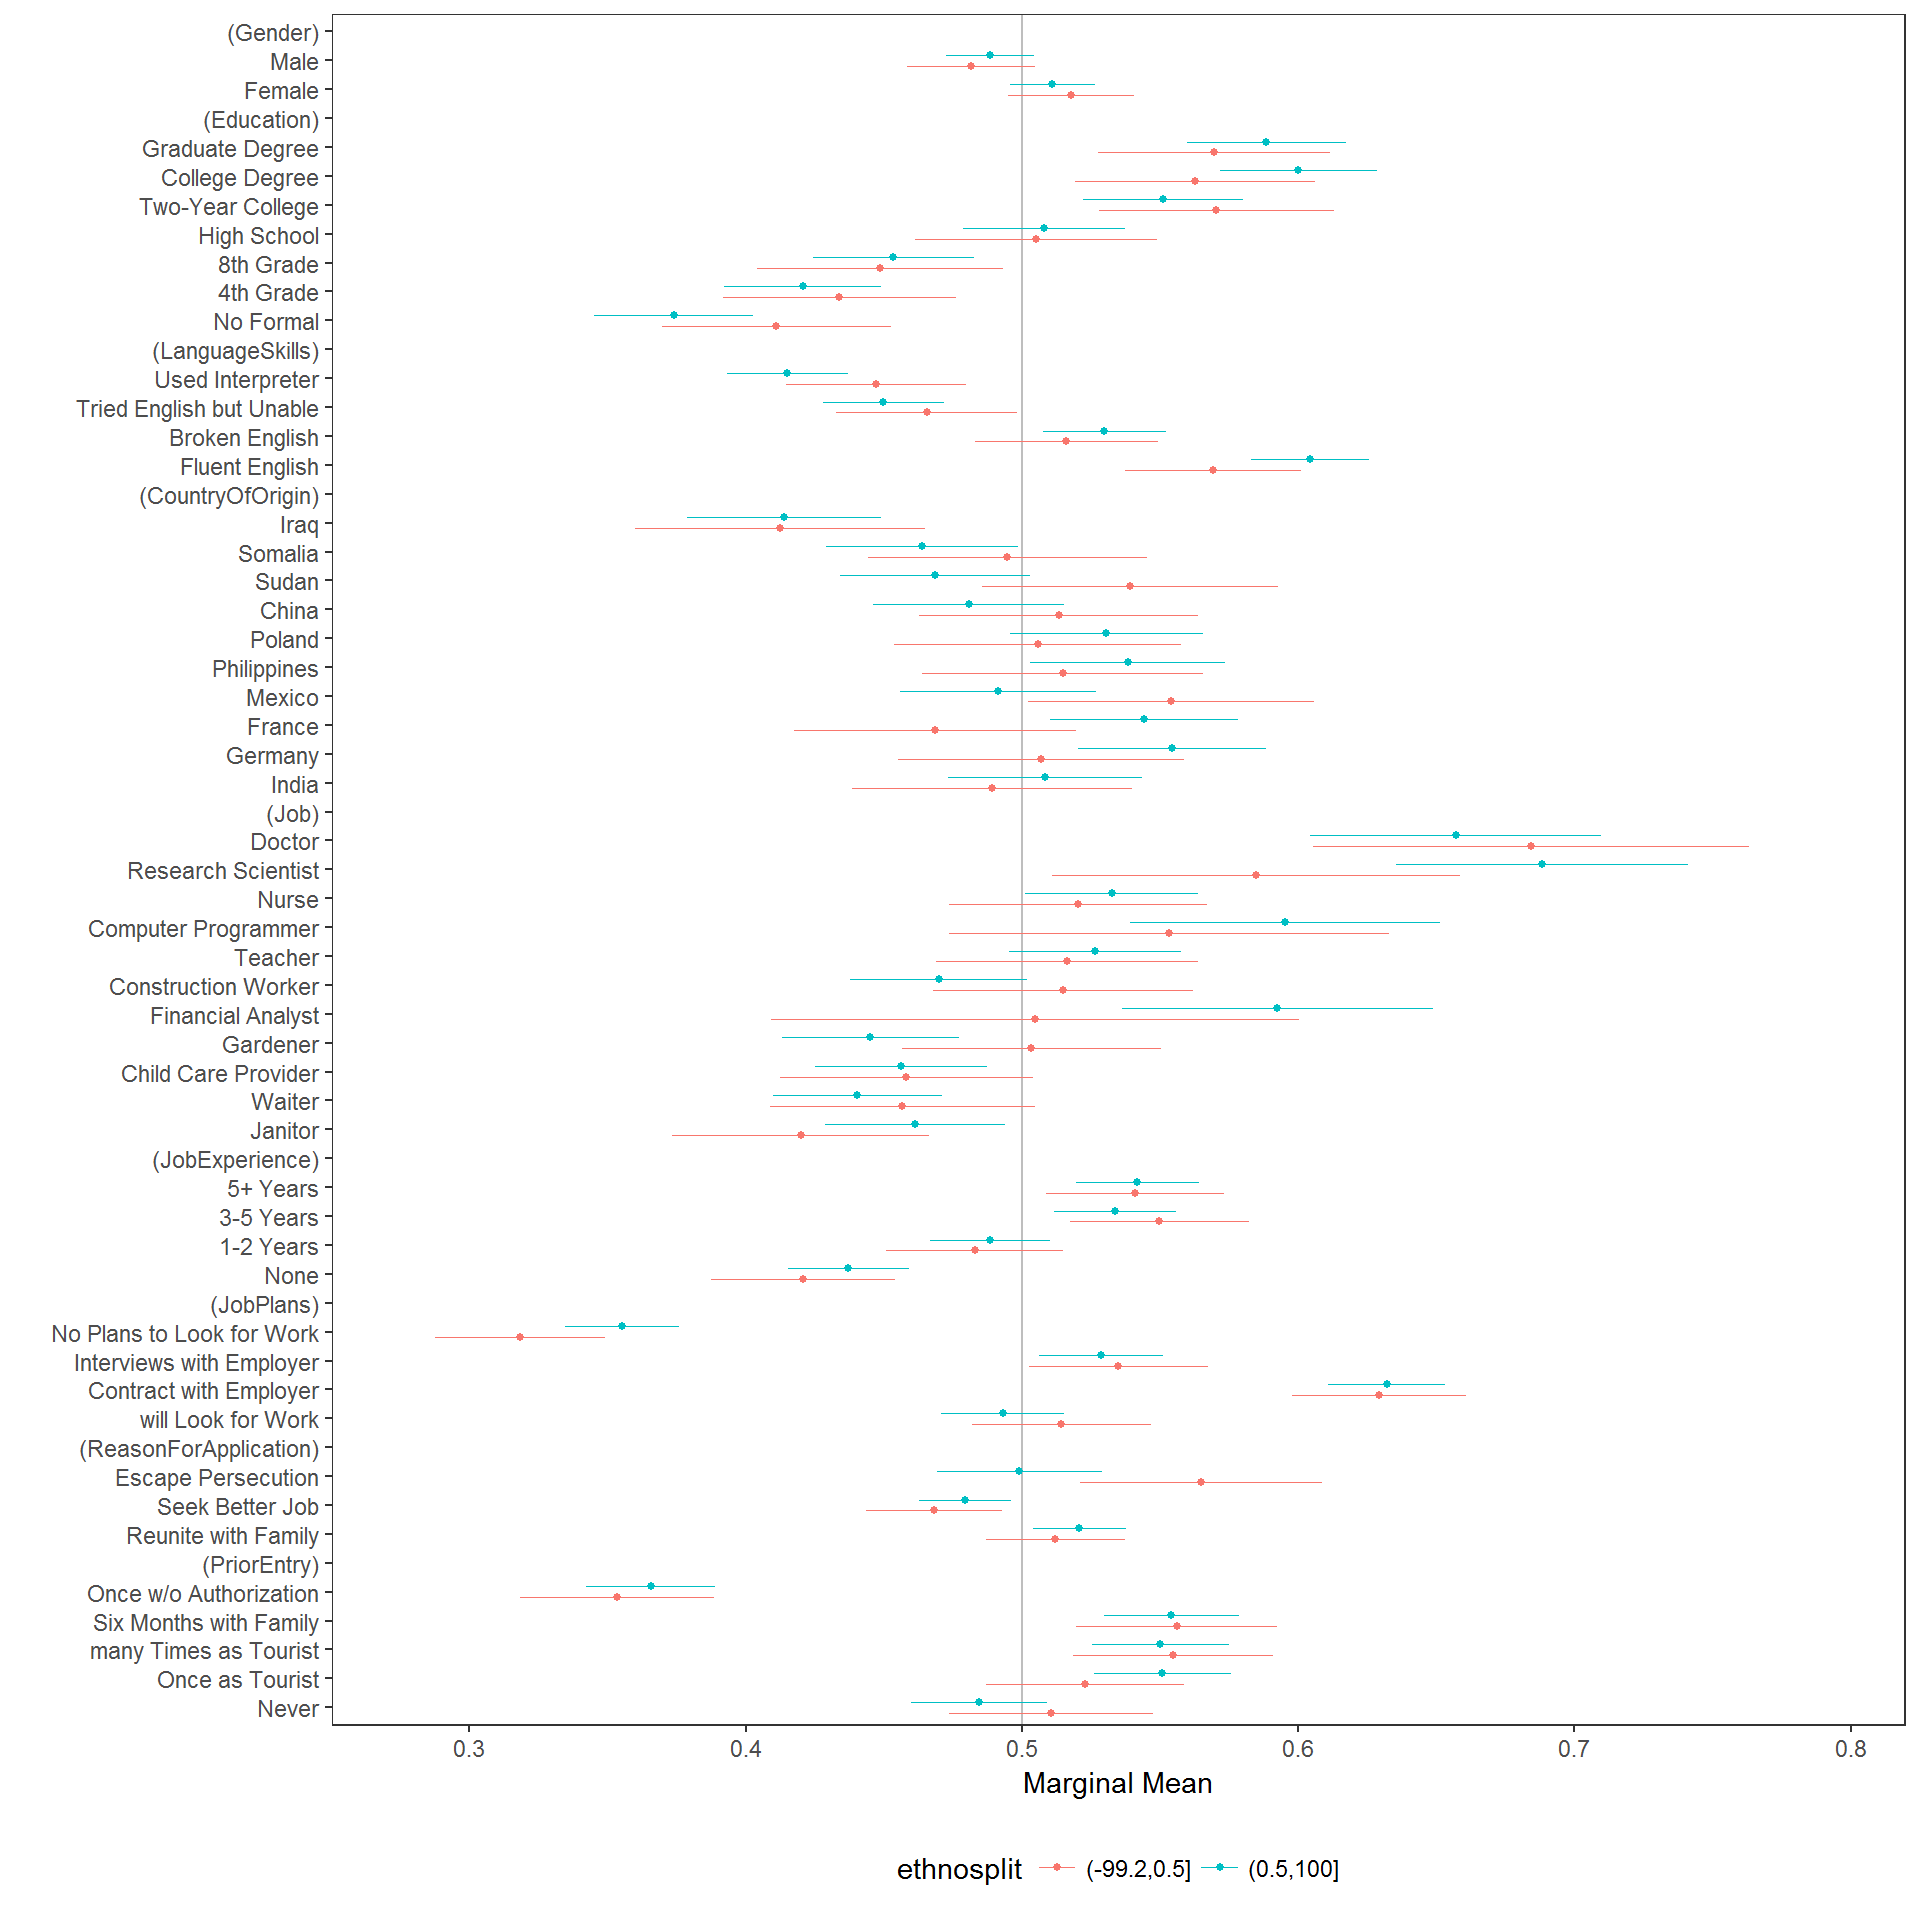 (Gender)
Male
Female
(Education)
Graduate Degree
College Degree
Two-Year College
High School
8th Grade
4th Grade
No Formal
(LanguageSkills)
Used Interpreter
Tried English but Unable
Broken English
Fluent English
(CountryOfOrigin)
Iraq
Somalia
Sudan
China
Poland
Philippines
Mexico
France
Germany
India
(Job)
Doctor
Research Scientist
Nurse
Computer Programmer
Teacher
Construction Worker
Financial Analyst
Gardener
Child Care Provider
Waiter
Janitor
(JobExperience)
5+ Years
3-5 Years
1-2 Years
None
(JobPlans)
No Plans to Look for Work
Interviews with Employer
Contract with Employer
will Look for Work
(ReasonForApplication)
Escape Persecution
Seek Better Job
Reunite with Family
(PriorEntry)
Once w/o Authorization
Six Months with Family
many Times as Tourist
Once as Tourist
Never
0.3 0.4 0.5 0.6 0.7 0.8
Marginal Mean
ethnosplit (-99.2,0.5] (0.5,100]